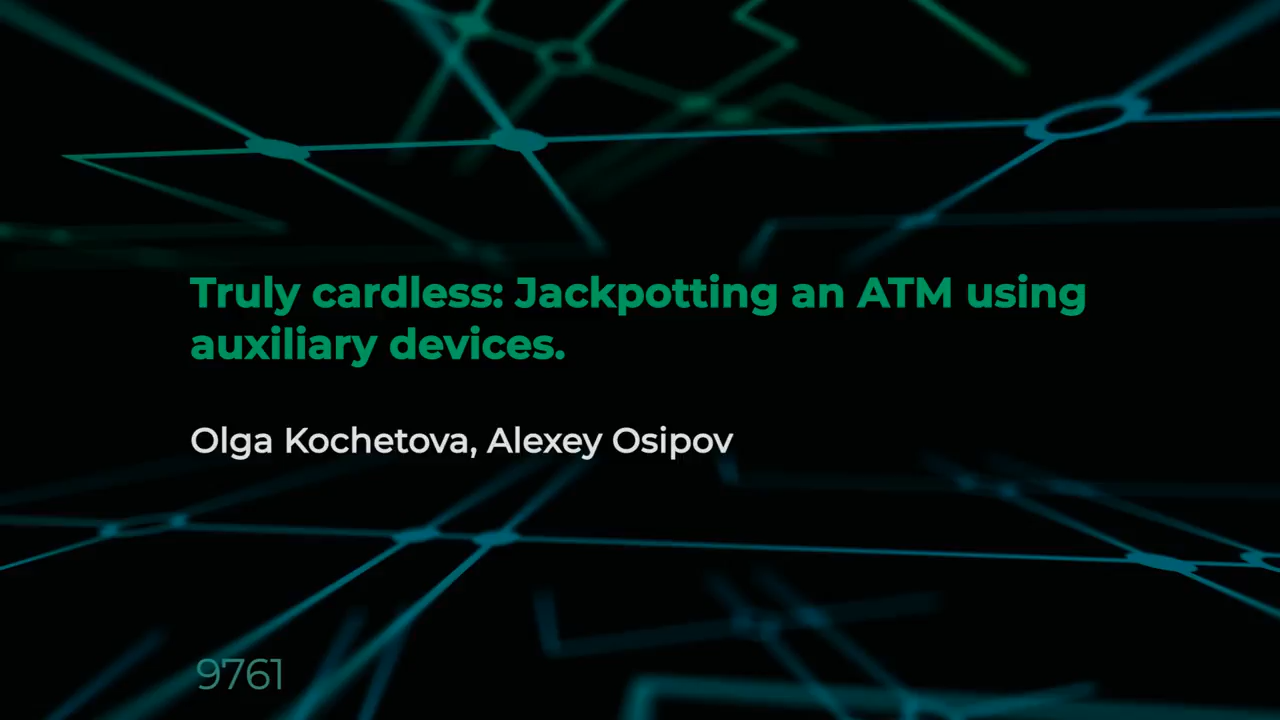 Truly cardless: Jackpotting an ATM using
auxiliary devices.
Olga Kochetova, Alexey Osipov
9761